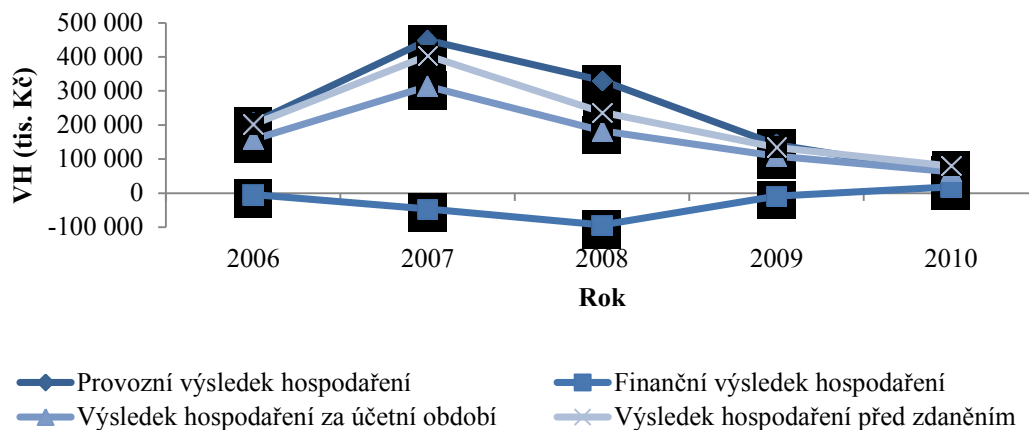 500 000
400 000
300 000
200 000
100 000
0
-100 000
VH (tis. Kč)
2006 2007 2008 2009 2010
Rok
Provozní výsledek hospodaření Finanční výsledek hospodaření
Výsledek hospodaření za účetní období Výsledek hospodaření před zdaněním